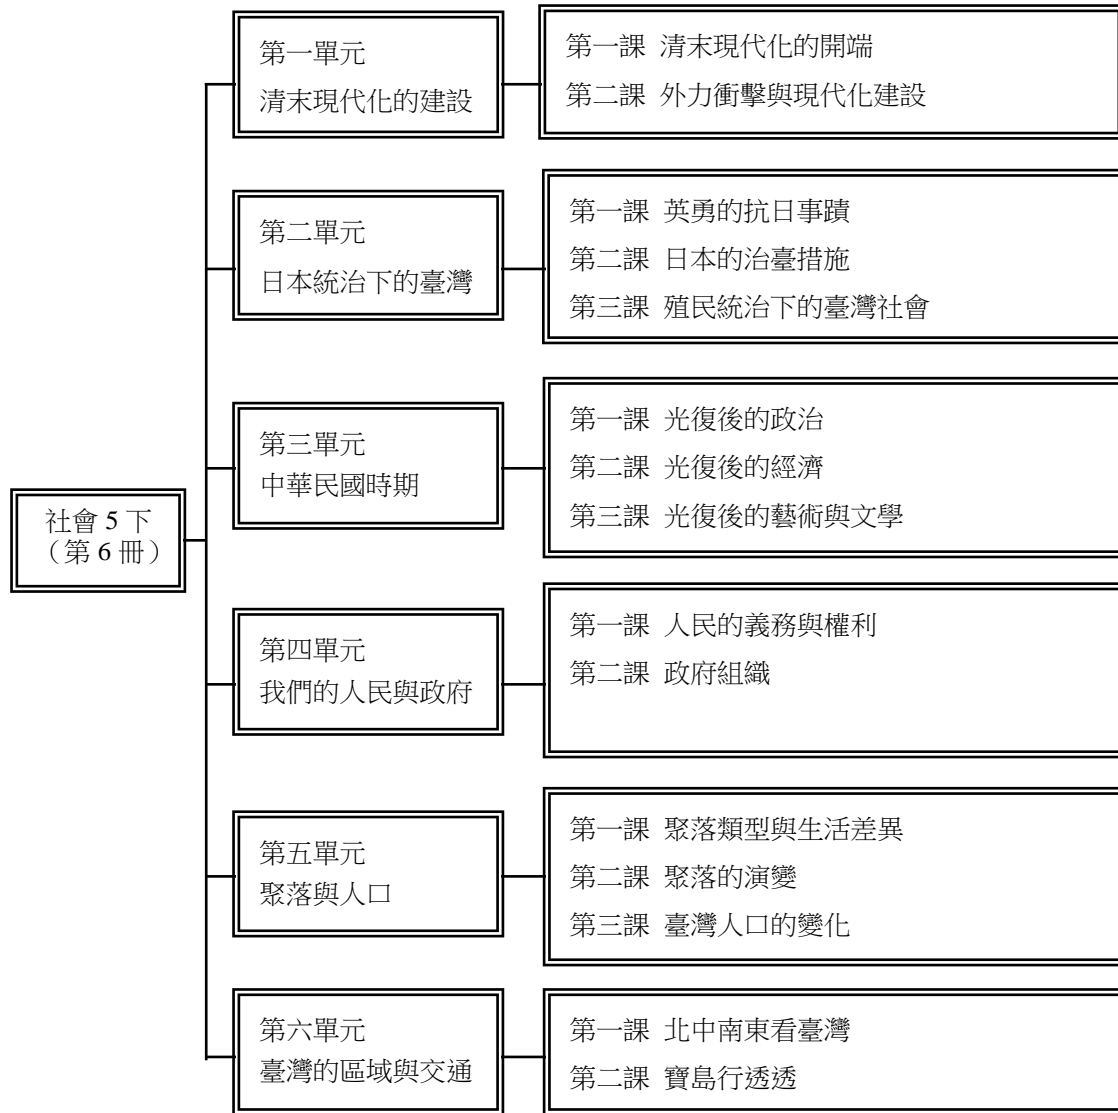 社會 5 下
（第 6 冊）
第一單元
清末現代化的建設
第一課 清末現代化的開端
第二課 外力衝擊與現代化建設
第二單元
日本統治下的臺灣
第一課 英勇的抗日事蹟
第二課 日本的治臺措施
第三課 殖民統治下的臺灣社會
第三單元
中華民國時期
第一課 光復後的政治
第二課 光復後的經濟
第三課 光復後的藝術與文學
第四單元
我們的人民與政府
第一課 人民的義務與權利
第二課 政府組織
第五單元
聚落與人口
第一課 聚落類型與生活差異
第二課 聚落的演變
第三課 臺灣人口的變化
第六單元
臺灣的區域與交通
第一課 北中南東看臺灣
第二課 寶島行透透